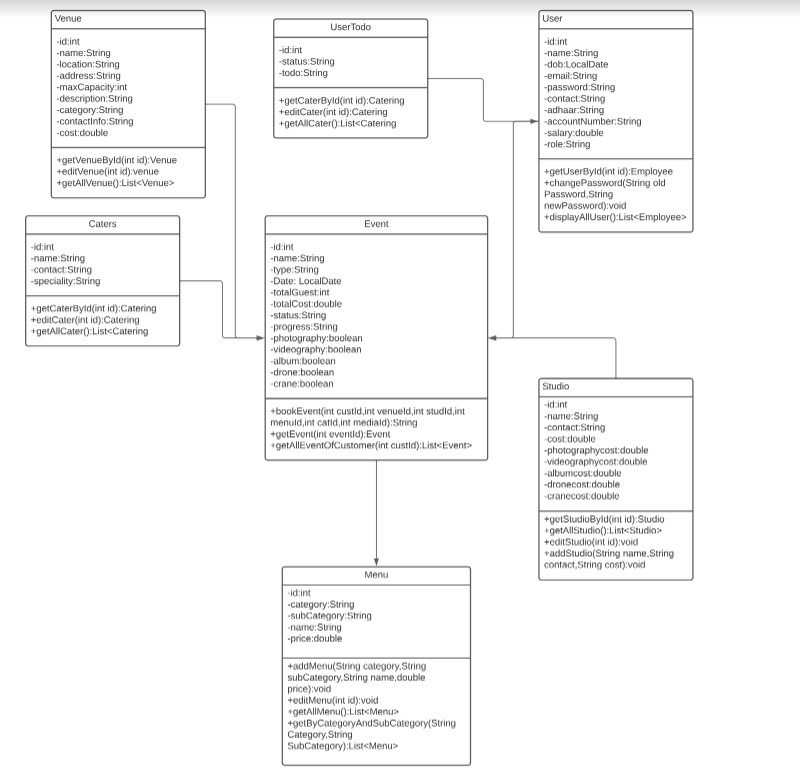 Venue
-id:int
-name:String
-location:String
-address:String
-maxCapacity:int
-description:String
-category:String
-contactInfo:String
-cost:double
+getVenueById(int id):Venue
+editVenue(int id):venue
+getAllVenue():List<Venue>
UserTodo
-id:int
-status:String
-todo:String
+getCaterById(int id):Catering
+editCater(int id):Catering
+getAllCater():List<Catering
User
-id:int
-name:String
-dob:LocalDate
-email:String
-password:String
-contact:String
-adhaar:String
-accountNumber:String
-salary:double
-role:String
+getUserById(int id):Employee
+changePassword(String old
Password,String
newPassword):void
+displayAllUser():List<Employee>
Caters
-id:int
-name:String
-contact:String
-speciality:String
+getCaterById(int id):Catering
+editCater(int id):Catering
+getAllCater():List<Catering
Event
-id:int
-name:String
-type:String
-Date: LocalDate
-totalGuest:int
-totalCost:double
-status:String
-progress:String
-photography:boolean
-videography:boolean
-album:boolean
-drone:boolean
-crane:boolean
+bookEvent(int custId,int venueId,int studId,int
menuId,int catId,int mediaId):String
+getEvent(int eventId):Event
+getAllEventOfCustomer(int custId):List<Event>
Studio
-id:int
-name:String
-contact:String
-cost:double
-photographycost:double
-videographycost:double
-albumcost:double
-dronecost:double
-cranecost:double
+getStudioById(int id):Studio
+getAllStudio():List<Studio>
+editStudio(int id):void
+addStudio(String name,String
contact,String cost):void
Menu
-id:int
-category:String
-subCategory:String
-name:String
-price:double
+addMenu(String category,String
subCategory,String name,double
price):void
+editMenu(int id):void
+getAllMenu():List<Menu>
+getByCategoryAndSubCategory(String
Category,String
SubCategory):List<Menu>